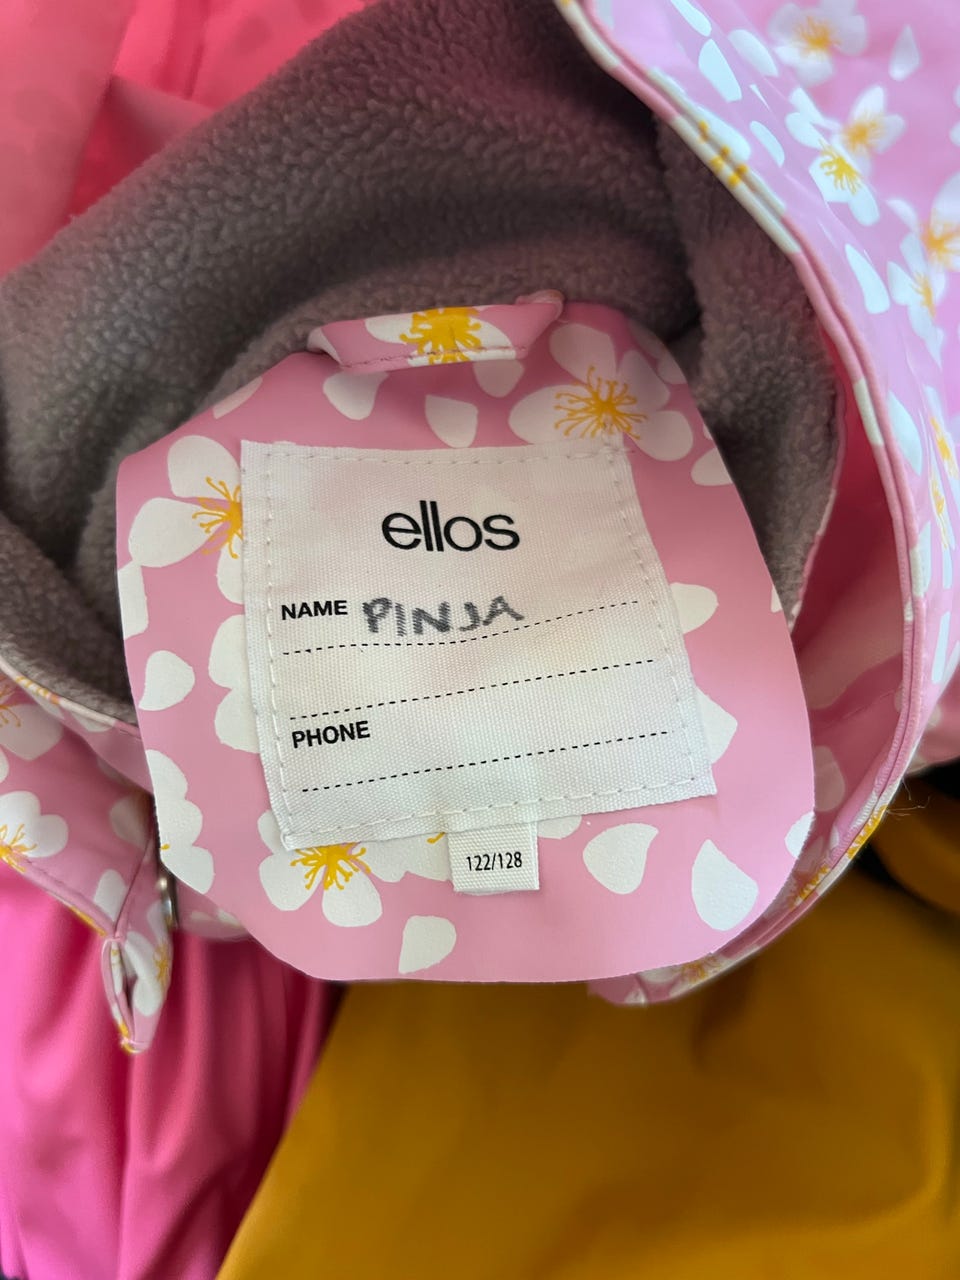 ellos
NAME PINJA
PHONE
122/128